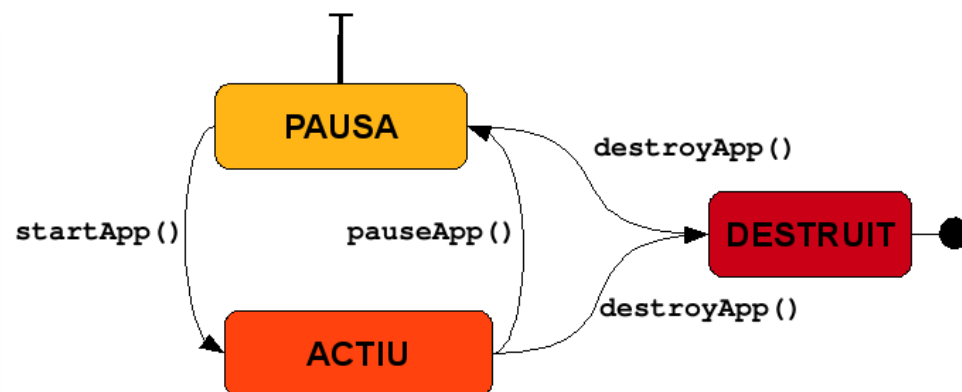 PAUSA
destroyApp()
startApp()
pauseApp()
DESTRUIT
destroyApp()
ACTIU